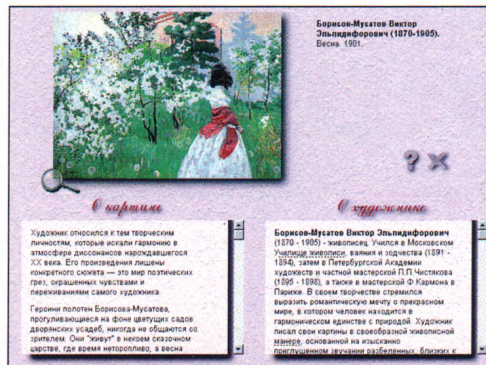 Борисов-Мусатов Виктор
Эльпидифорович (1870-1905).
Весна. 1901.
? X
О картине
О художнике
Художник относился к тем творческим
личностям, которые искали гармонию в
атмосфере диссонансов нарождавшегося
XX века. Его произведения лишены
конкретного сюжета — это мир поэтических
грез, окрашенных чувствами и
переживаниями самого художника.
Героини полотен Борисова-Мусатова,
прогуливающиеся на фоне цветущих садов
дворянских усадеб, никогда не общаются со
зрителем. Они "живут" в некоем сказочном
царстве, где время неторопливо, а весна
Борисов-Мусатов Виктор Эльпидифорович
(1870 - 1905) - живописец. Учился в Московском
Училище живописи, ваяния и зодчества (1891 -
1894), затем в Петербургской Академии
художеств и частной мастерской П.П.Чистякова
(1895 - 1898), а также в мастерской Ф.Кармона в
Париже. В своем творчестве стремился
выразить романтическую мечту о прекрасном
мире, в котором человек находится в
гармоническом единстве с природой. Художник
писал свои картины в своеобразной живописной
манере, основанной на изысканно
приглушенном звучании разбеленных, близких к